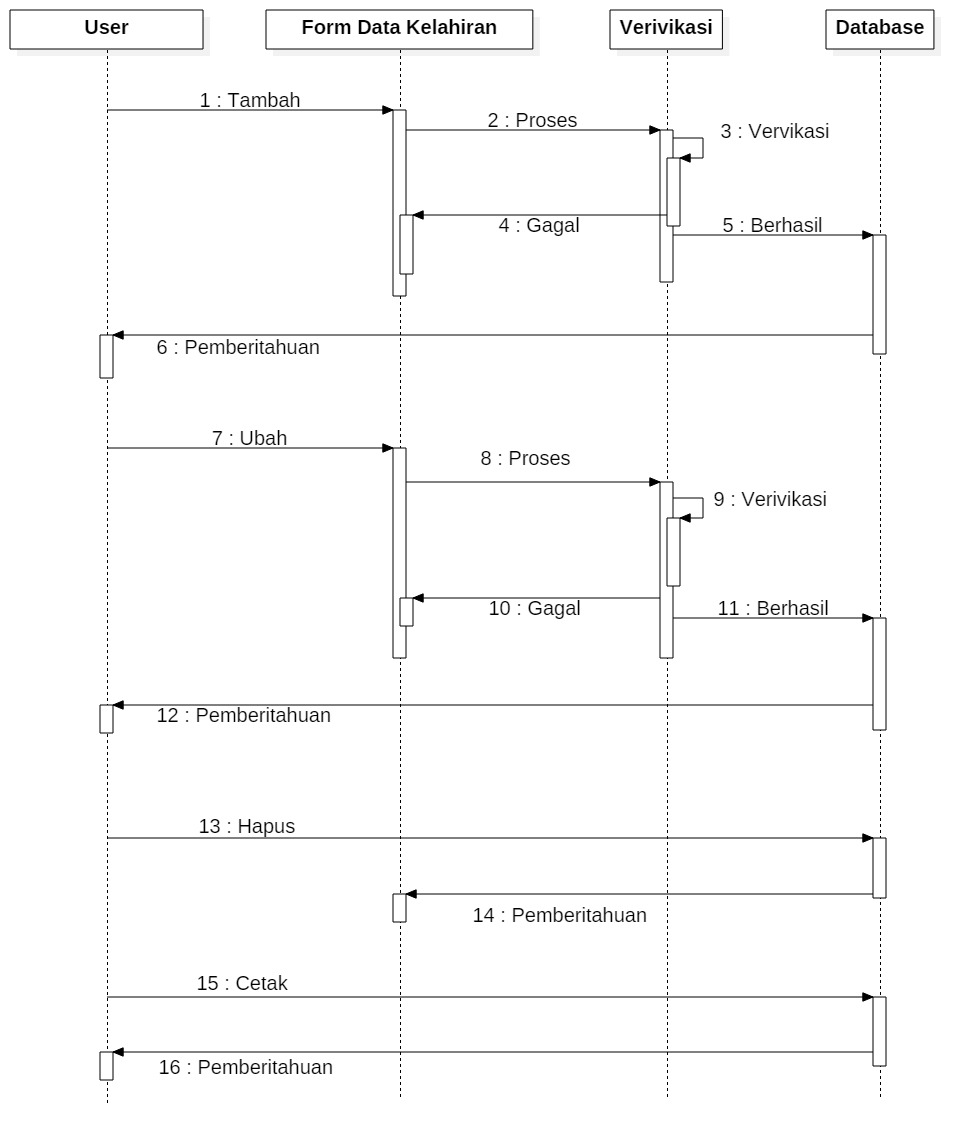 User
Form Data Kelahiran
Verivikasi
Database
1 : Tambah
2 : Proses
3 : Vervikasi
4 : Gagal
5 : Berhasil
6 : Pemberitahuan
7 : Ubah
8 : Proses
9 : Verivikasi
10 : Gagal
11 : Berhasil
12 : Pemberitahuan
13 : Hapus
14 : Pemberitahuan
15 : Cetak
16 : Pemberitahuan